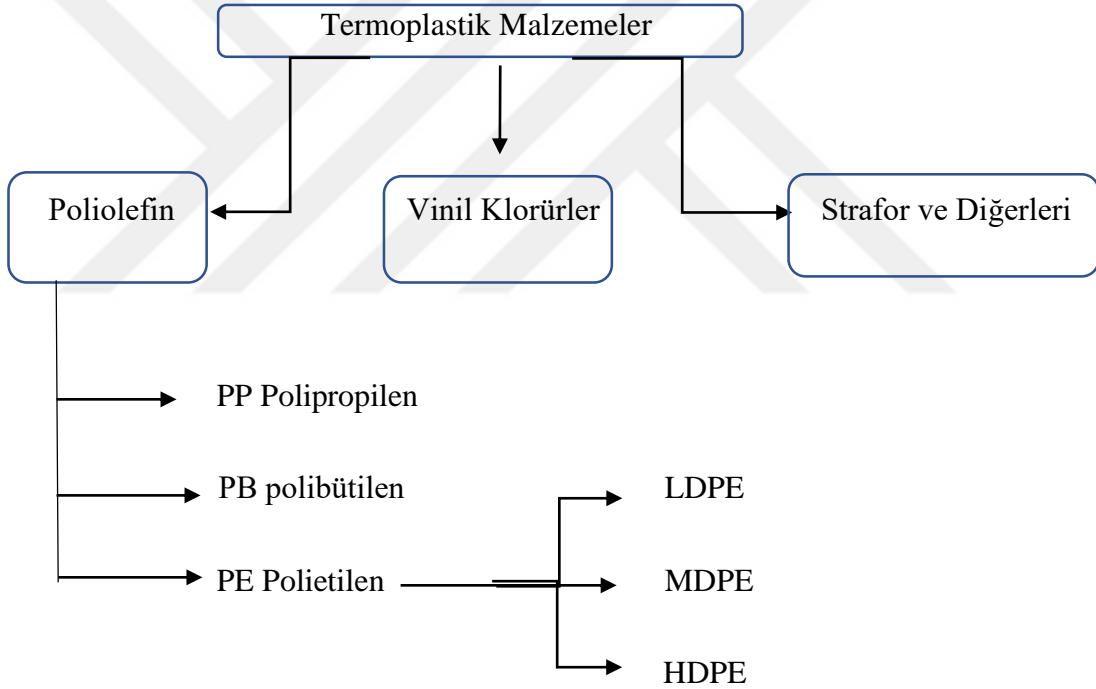 Termoplastik Malzemeler
Poliolefin
Vinil Klorürler
Strafor ve Diğerleri
PP Polipropilen
PB polibütilen
LDPE
PE Polietilen
MDPE
HDPE